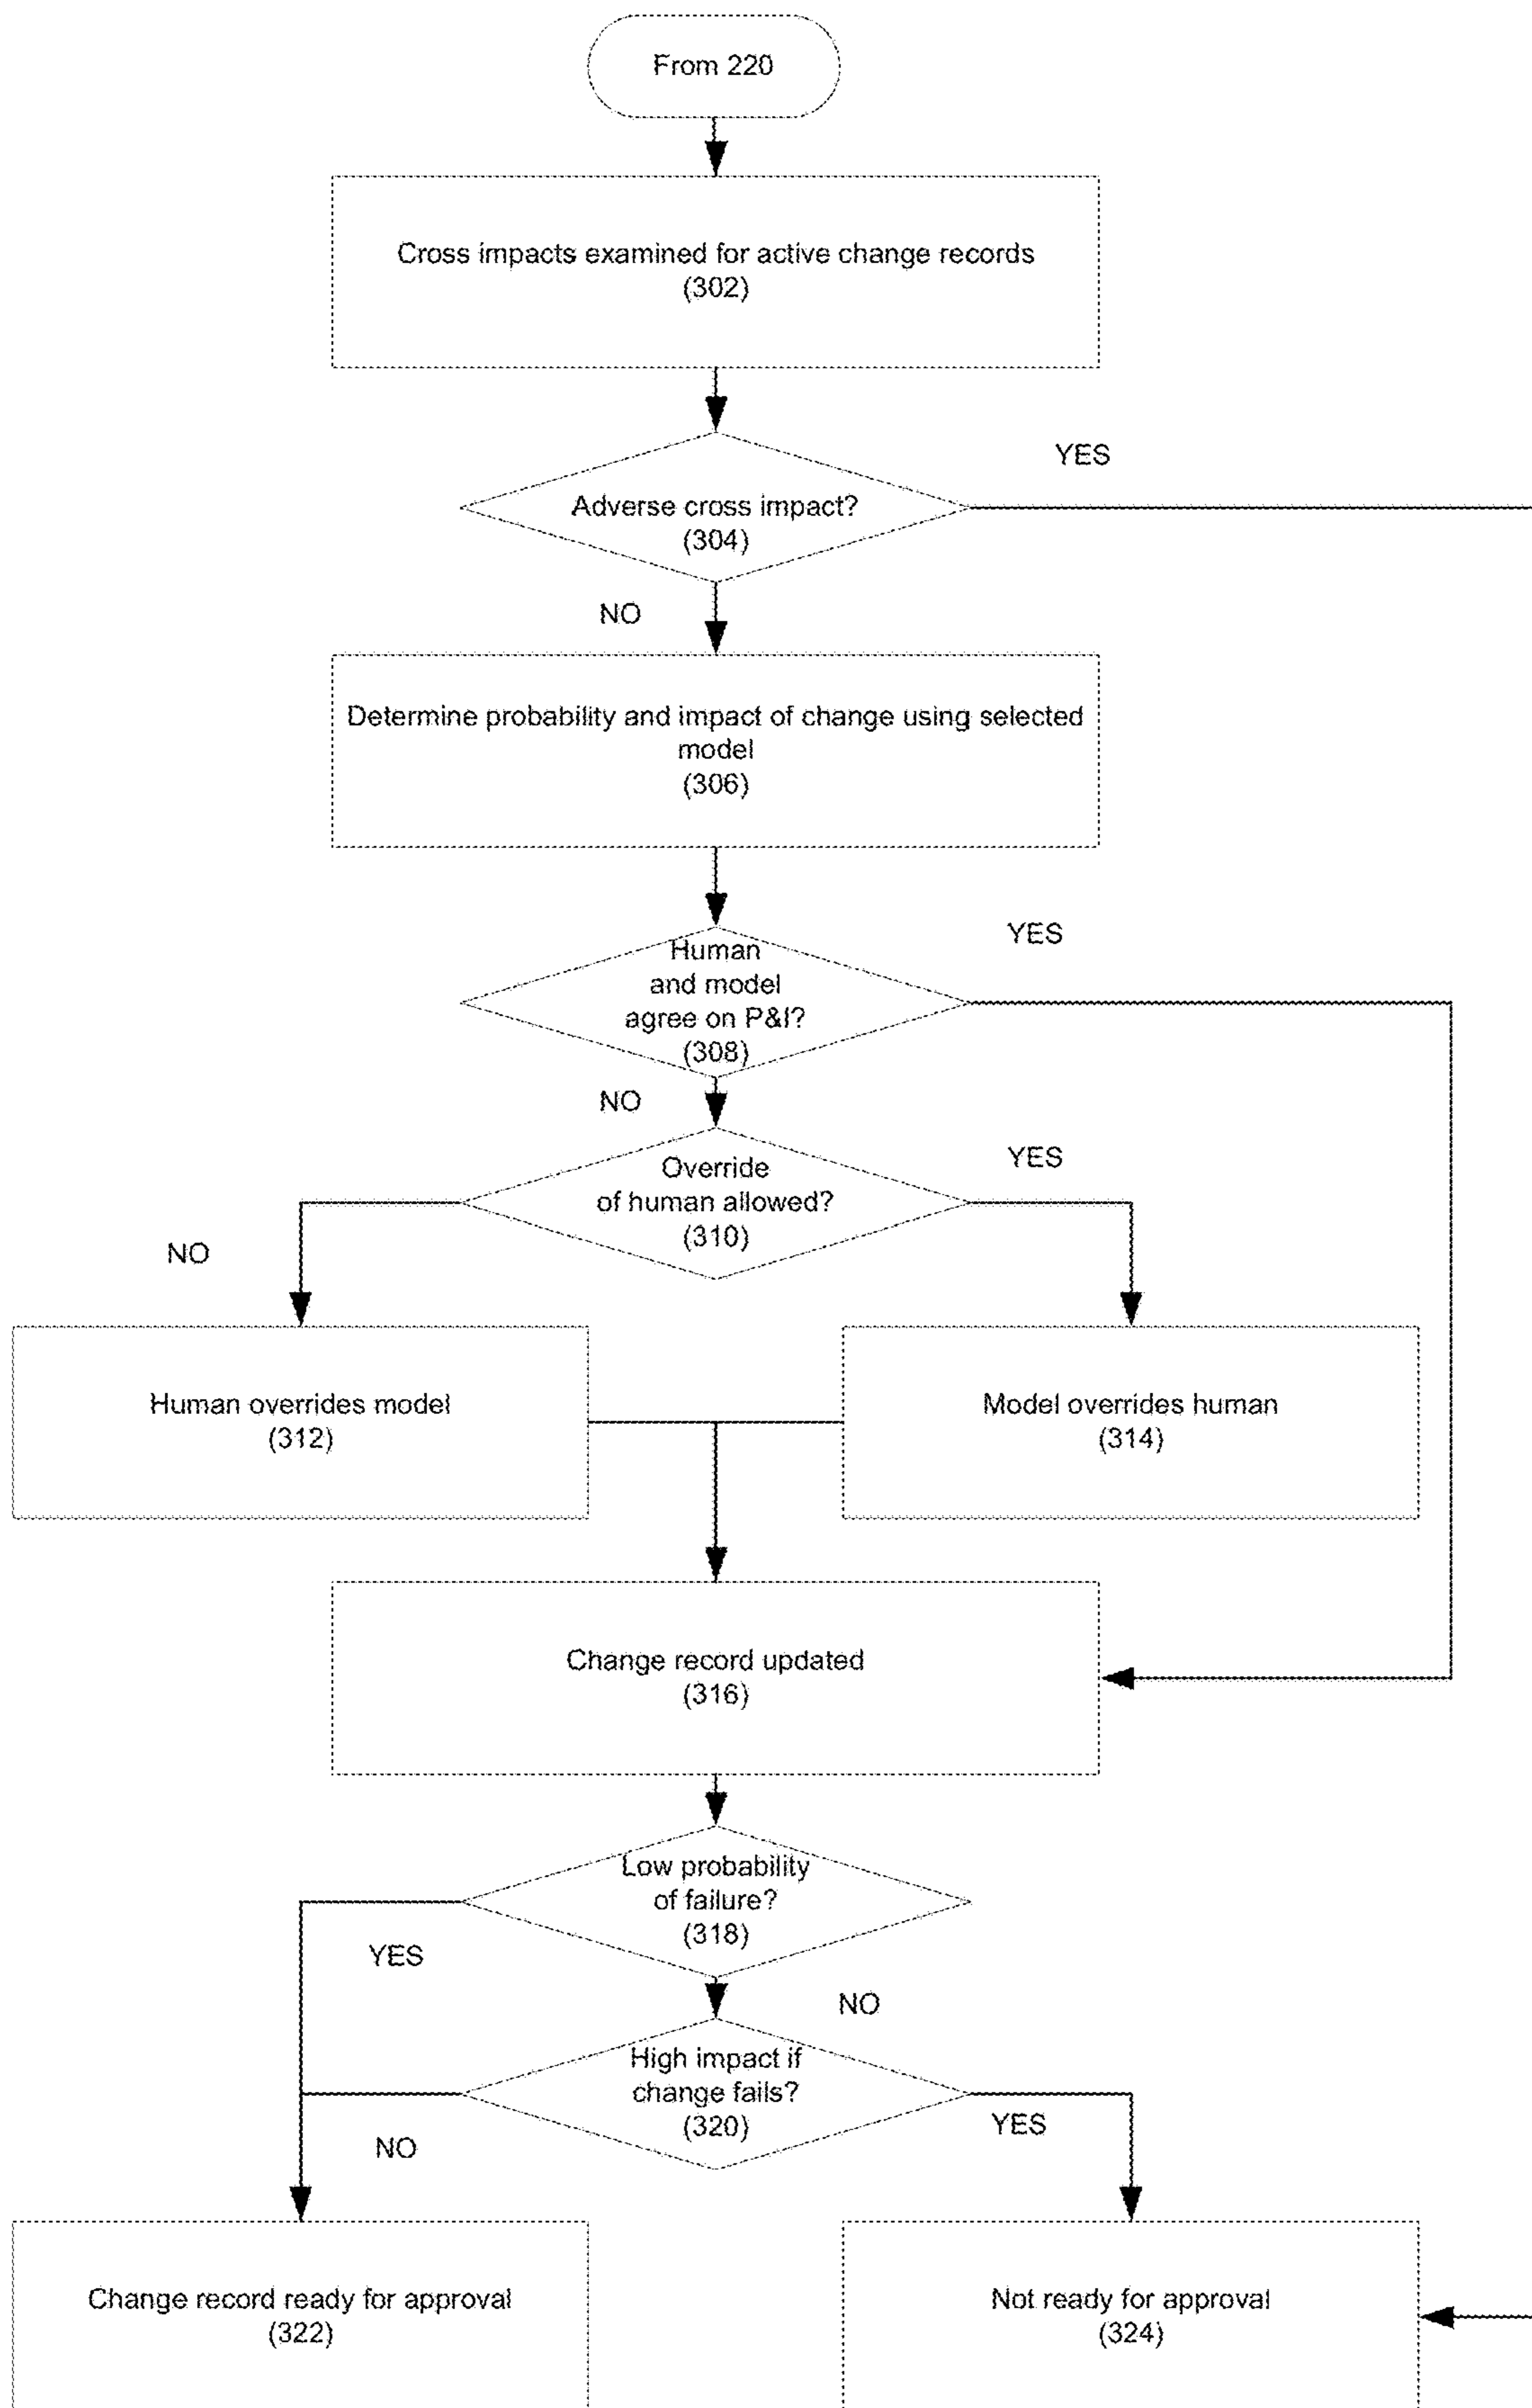 From 220
Cross impacts examined for active change records
(302)
YES
Adverse cross impact?
(304)
NO
Determine probability and impact of change using selected
model
(306)
YES
Human
and model
agree on P&I?
(308)
NO
YES
Override
of human allowed?
(310)
NO
Human overrides model
(312)
Model overrides human
(314)
Change record updated
(316)
Low probability
of failure?
(318)
YES
NO
High impact if
change fails?
(320)
YES
NO
Change record ready for approval
(322)
Not ready for approval
(324)